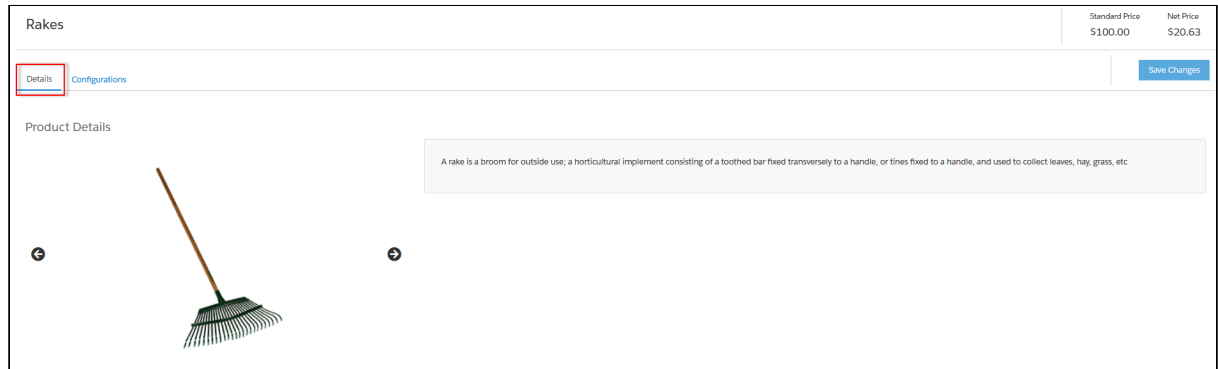 Rakes
Standard Price Net Price
$100.00 $20.63
Details Configurations
Save Changes
Product Details
A rake is a broom for outside use; a horticultural implement consisting of a toothed bar fixed transversely to a handle, or tines fixed to a handle, and used to collect leaves, hay, grass, etc